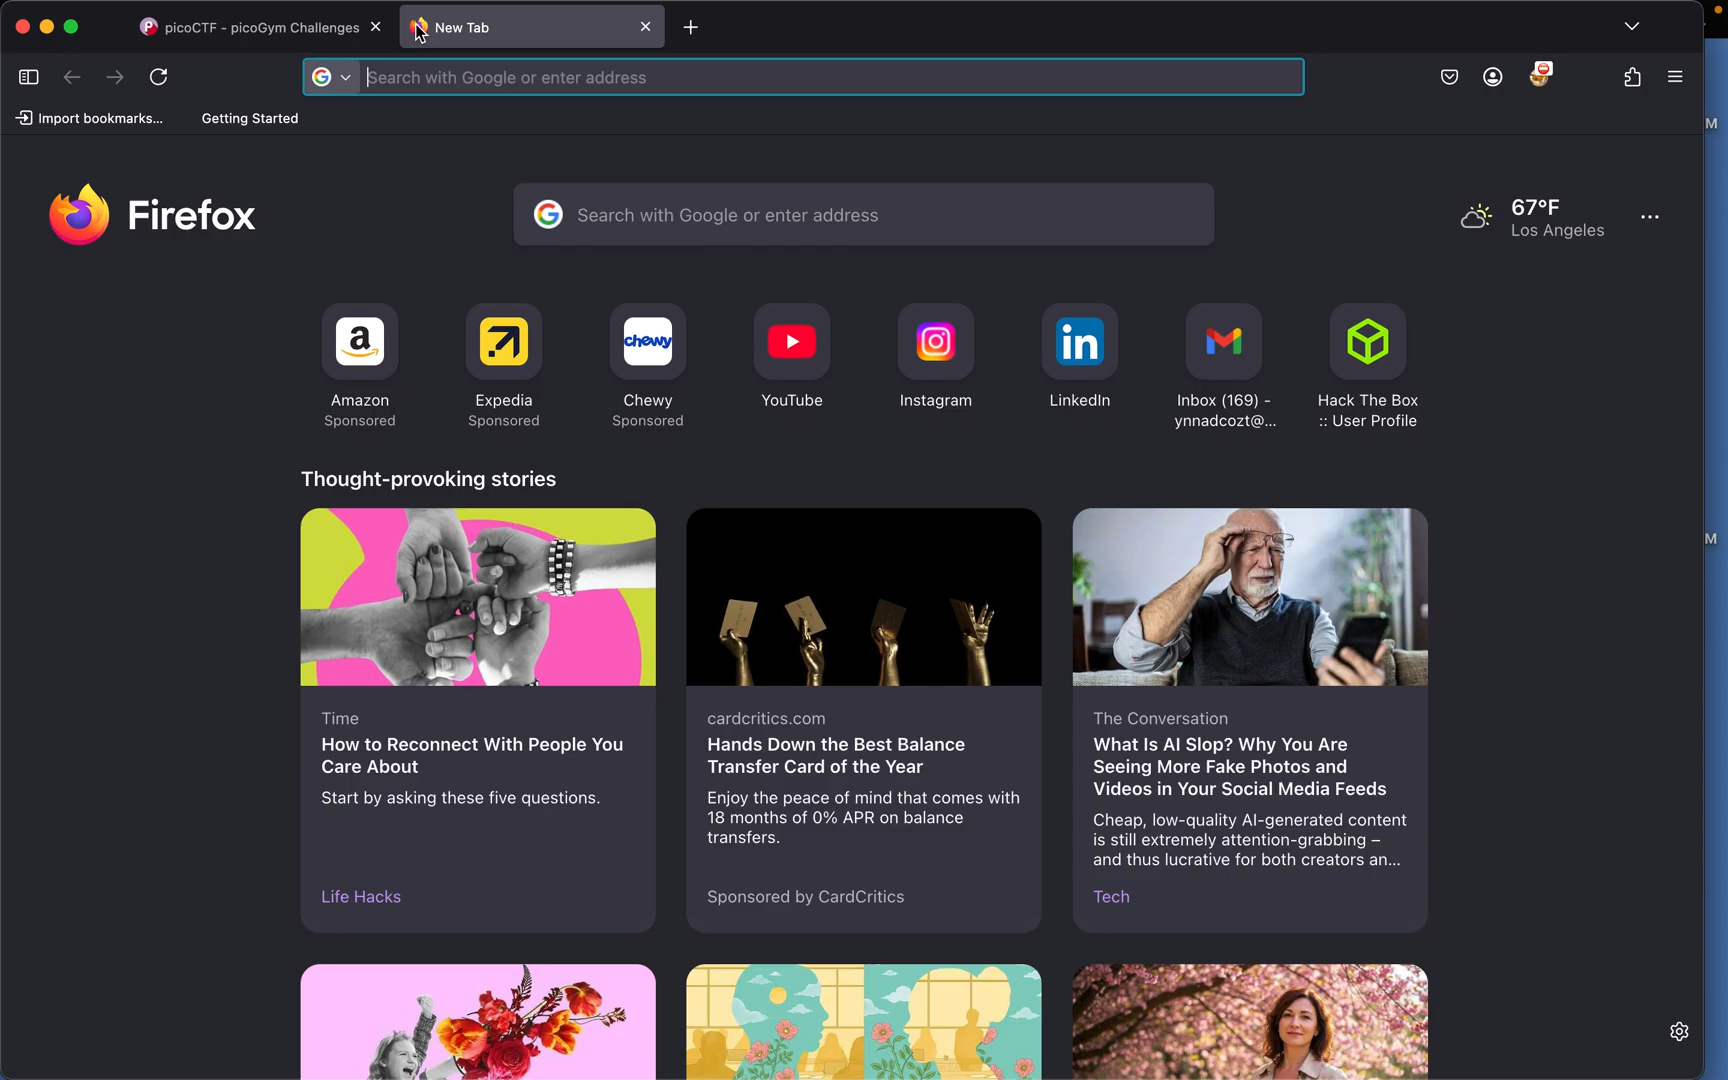 picoCTF - picoGym Challenges
New Tab
Search with Google or enter address
Import bookmarks...
Getting Started
Firefox
Search with Google or enter address
67°F
Los Angeles
Amazon
Sponsored
Expedia
Sponsored
chewy
Chewy
Sponsored
YouTube
Instagram
in
LinkedIn
Inbox (169) -
ynnadcozt@...
Hack The Box
:: User Profile
Thought-provoking stories
Time
How to Reconnect With People You
Care About
Start by asking these five questions.
Life Hacks
cardcritics.com
Hands Down the Best Balance
Transfer Card of the Year
Enjoy the peace of mind that comes with
18 months of 0% APR on balance
transfers.
Sponsored by CardCritics
The Conversation
What Is AI Slop? Why You Are
Seeing More Fake Photos and
Videos in Your Social Media Feeds
Cheap, low-quality AI-generated content
is still extremely attention-grabbing –
and thus lucrative for both creators an...
Tech
M
M